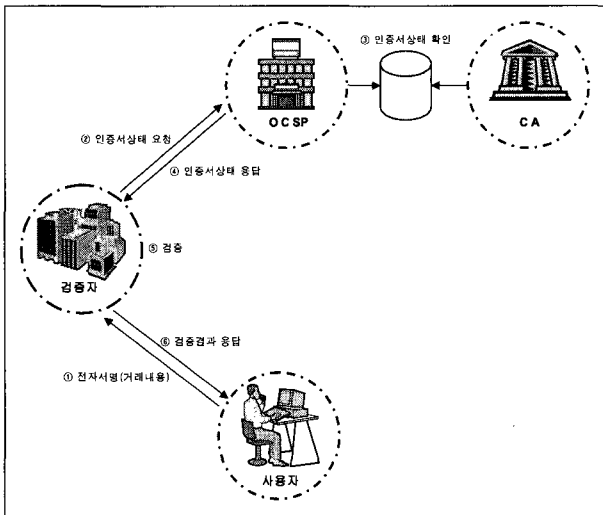 ③ 인증서상태 확인
OCSP
CA
② 인증서상태 요청
④ 인증서상태 응답
⑤ 검증
검증자
⑥ 검증결과 응답
① 전자서명(거래내용)
사용자